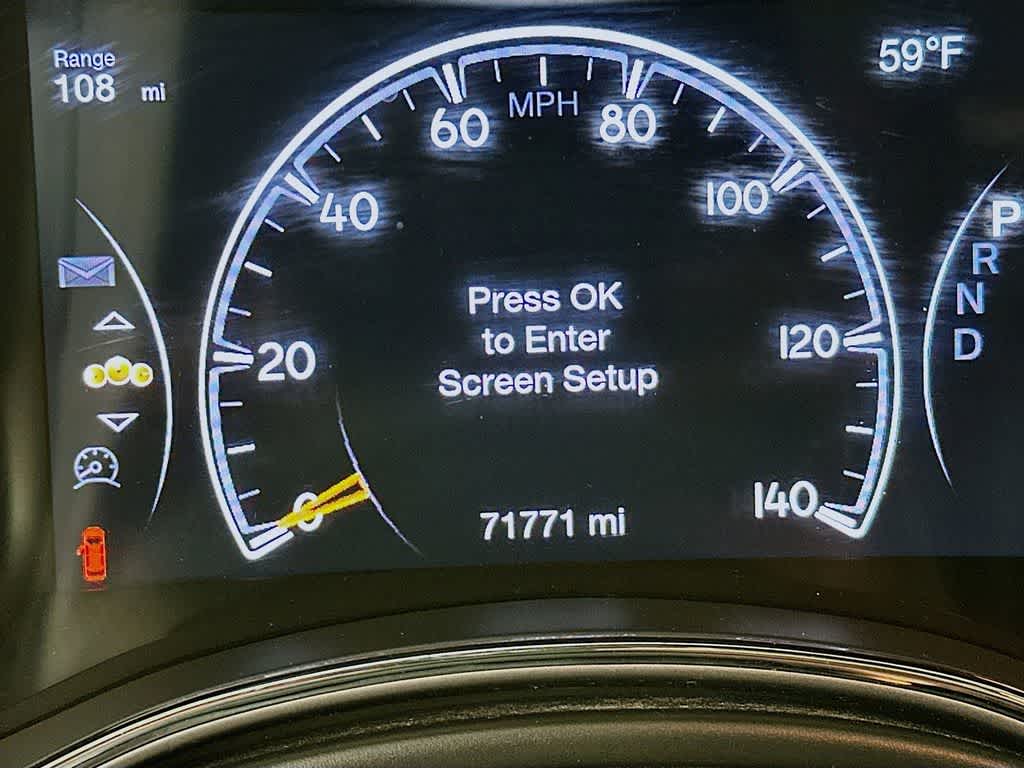 Range
108 mi
59°F
MPH
60
80
40
100
20
120
0
140
Press OK
to Enter
Screen Setup
71771 mi
P
R
N
D